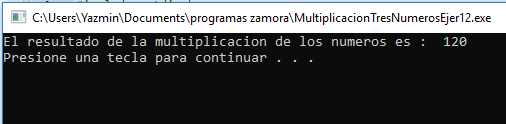 C:\Users\Yazmin\Documents\programas zamora\MultiplicacionTresNumerosEjer12.exe
El resultado de la multiplicacion de los numeros es :  120
Presione una tecla para continuar . . .